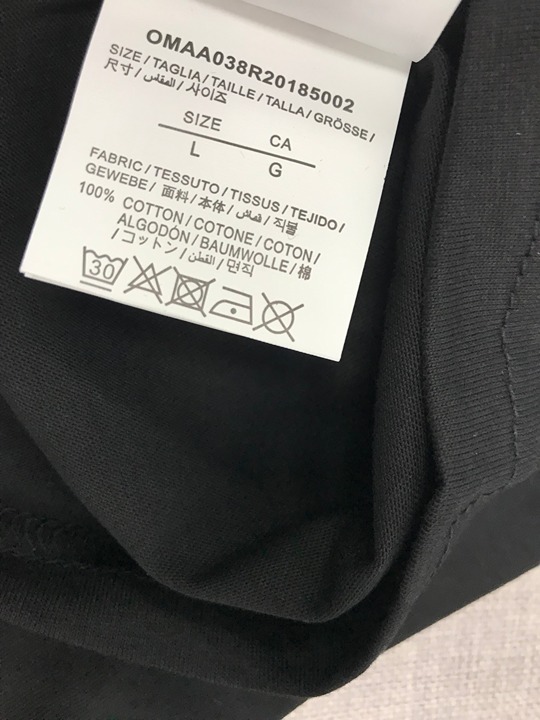 OMAA038R20185002
SIZE / TAGLIA / TAILLE / TALLA / GRÖSSE /
尺寸 / المقاس / 사이즈
SIZE CA
L G
FABRIC / TESSUTO / TISSUS / TEJIDO /
GEWEBE / 面料 / 本体 / قماش / 직물
100% COTTON / COTONE / COTON /
ALGODÓN / BAUMWOLLE / 棉
/ コットン / القطن / 면직
30